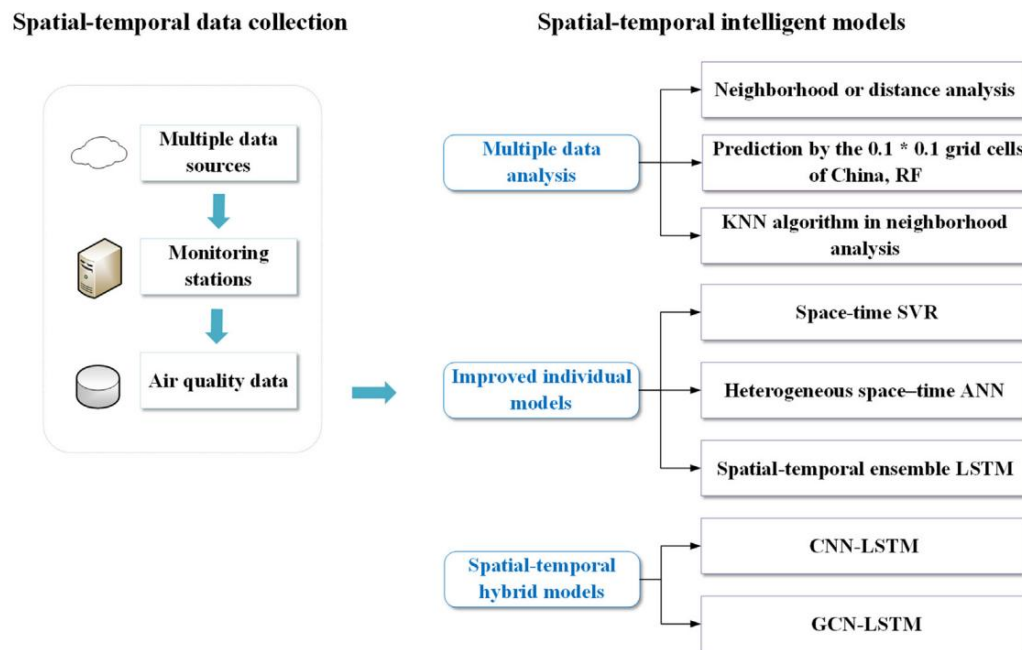 Spatial-temporal data collection
Spatial-temporal intelligent models
Multiple data
sources
Monitoring
stations
Air quality data
Multiple data
analysis
Neighborhood or distance analysis
Prediction by the 0.1 * 0.1 grid cells
of China, RF
KNN algorithm in neighborhood
analysis
Improved individual
models
Space-time SVR
Heterogeneous space–time ANN
Spatial-temporal ensemble LSTM
Spatial-temporal
hybrid models
CNN-LSTM
GCN-LSTM